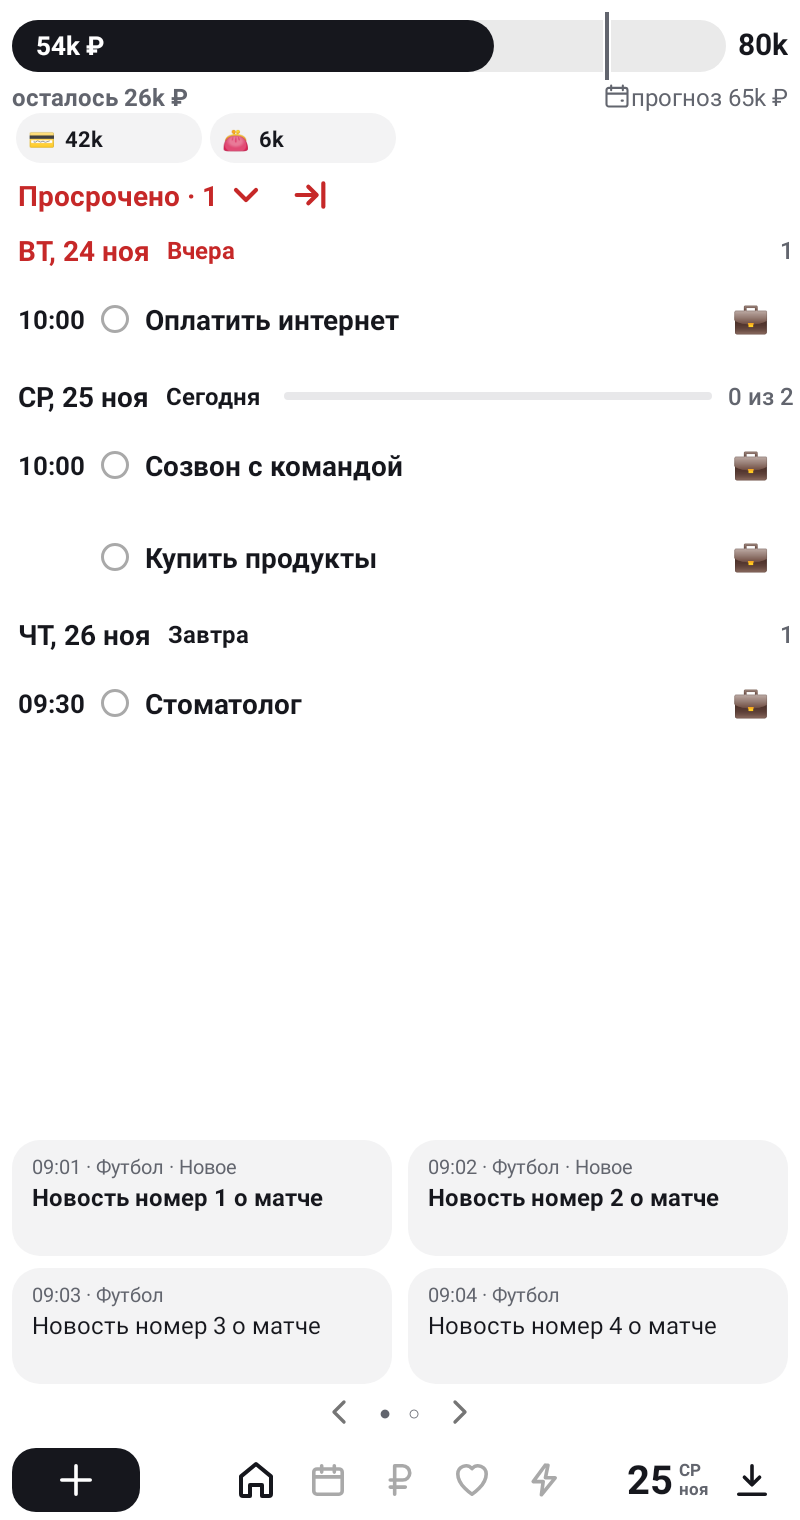 54k ₽ 80k
осталось 26k ₽ прогноз 65k ₽
42k 6k
Просрочено · 1
ВТ, 24 ноя Вчера 1
10:00 Оплатить интернет
СР, 25 ноя Сегодня 0 из 2
10:00 Созвон с командой
Купить продукты
ЧТ, 26 ноя Завтра 1
09:30 Стоматолог
09:01 · Футбол · Новое
Новость номер 1 о матче
09:02 · Футбол · Новое
Новость номер 2 о матче
09:03 · Футбол
Новость номер 3 о матче
09:04 · Футбол
Новость номер 4 о матче
25 СР
ноя